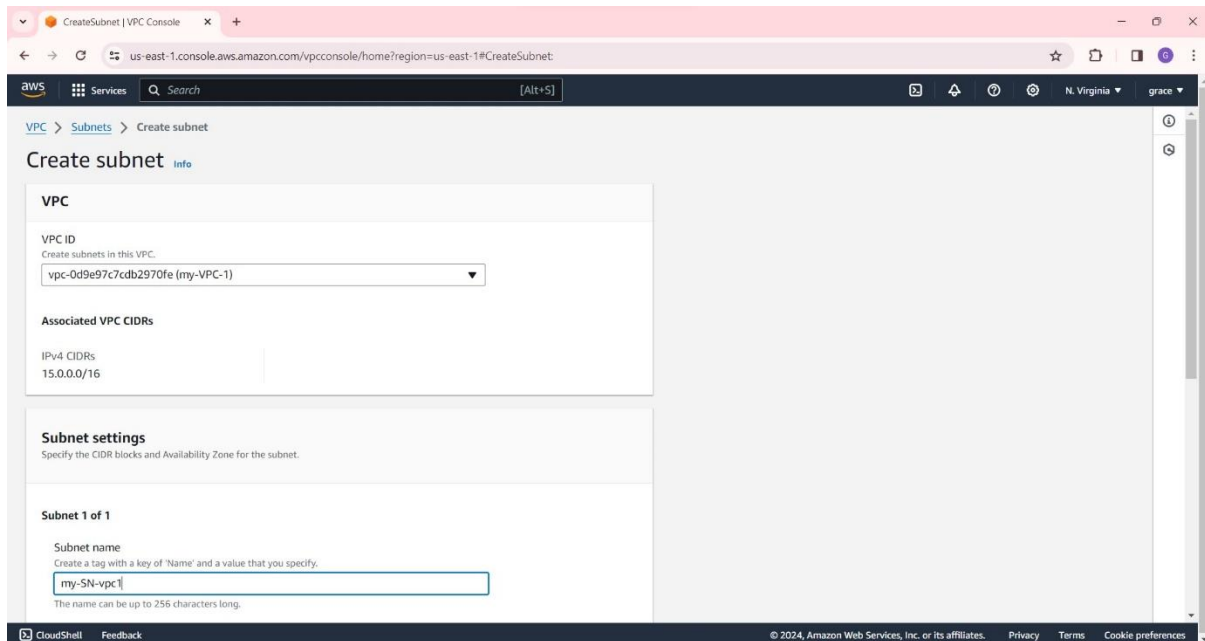 CreateSubnet | VPC Console
us-east-1.console.aws.amazon.com/vpcconsole/home?region=us-east-1#CreateSubnet:
G
aws Services Search [Alt+S] N. Virginia grace
VPC > Subnets > Create subnet
Create subnet Info
VPC
VPC ID
Create subnets in this VPC.
vpc-0d9e97c7cdb2970fe (my-VPC-1)
Associated VPC CIDRs
IPv4 CIDRs
15.0.0.0/16
Subnet settings
Specify the CIDR blocks and Availability Zone for the subnet.
Subnet 1 of 1
Subnet name
Create a tag with a key of 'Name' and a value that you specify.
my-SN-vpc1
The name can be up to 256 characters long.
CloudShell Feedback © 2024, Amazon Web Services, Inc. or its affiliates. Privacy Terms Cookie preferences